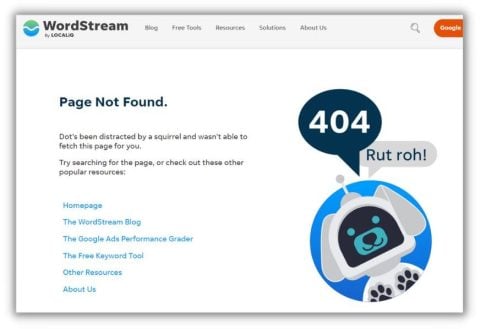 WordStream
By LOCALiQ
Blog
Free Tools
Resources
Solutions
About Us
Google
Page Not Found.
Dot's been distracted by a squirrel and wasn't able to
fetch this page for you.
Try searching for the page, or check out these other
popular resources:
Homepage
The WordStream Blog
The Google Ads Performance Grader
The Free Keyword Tool
Other Resources
About Us
404
Rut roh!